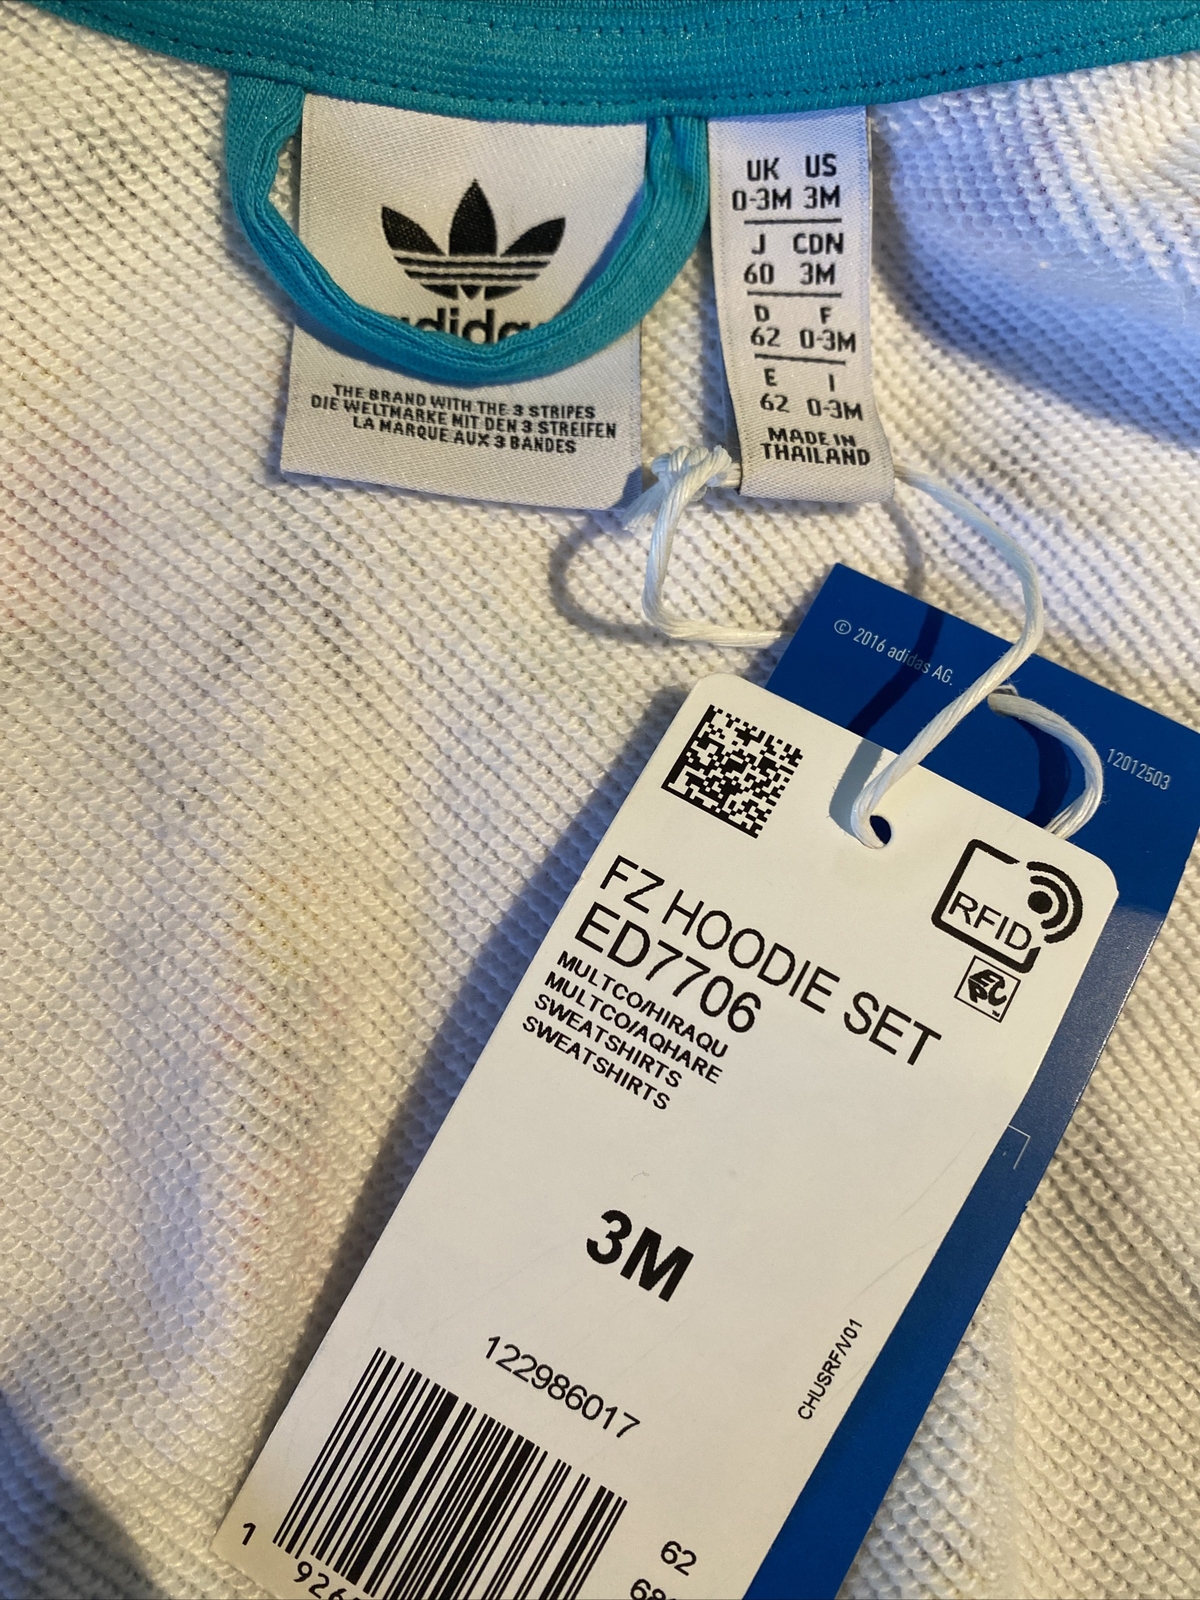 THE BRAND WITH THE 3 STRIPES
DIE WELTMARKE MIT DEN 3 STREIFEN
LA MARQUE AUX 3 BANDES
UK US
0-3M 3M
J CDN
60 3M
D F
62 0-3M
E I
62 0-3M
MADE IN
THAILAND
© 2016 adidas AG.
12012503
RFID
FZ HOODIE SET
ED7706
MULTCO/HIRAQU
MULTCO/AQHARE
SWEATSHIRTS
SWEATSHIRTS
3M
122986017
CHUSRF/V01
1
62